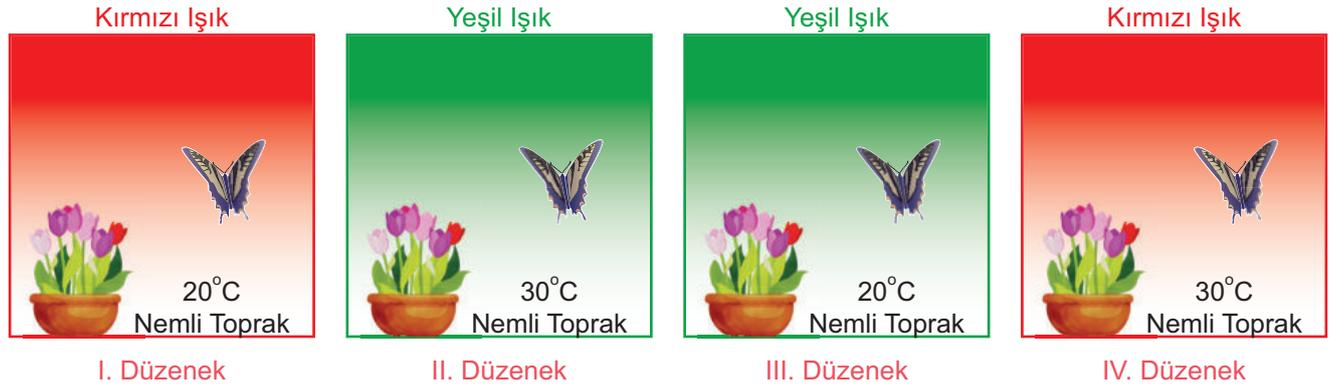 Kırmızı Işık
Yeşil Işık
Yeşil Işık
Kırmızı Işık
20°C
Nemli Toprak
30°C
Nemli Toprak
20°C
Nemli Toprak
30°C
Nemli Toprak
I. Düzenek
II. Düzenek
III. Düzenek
IV. Düzenek